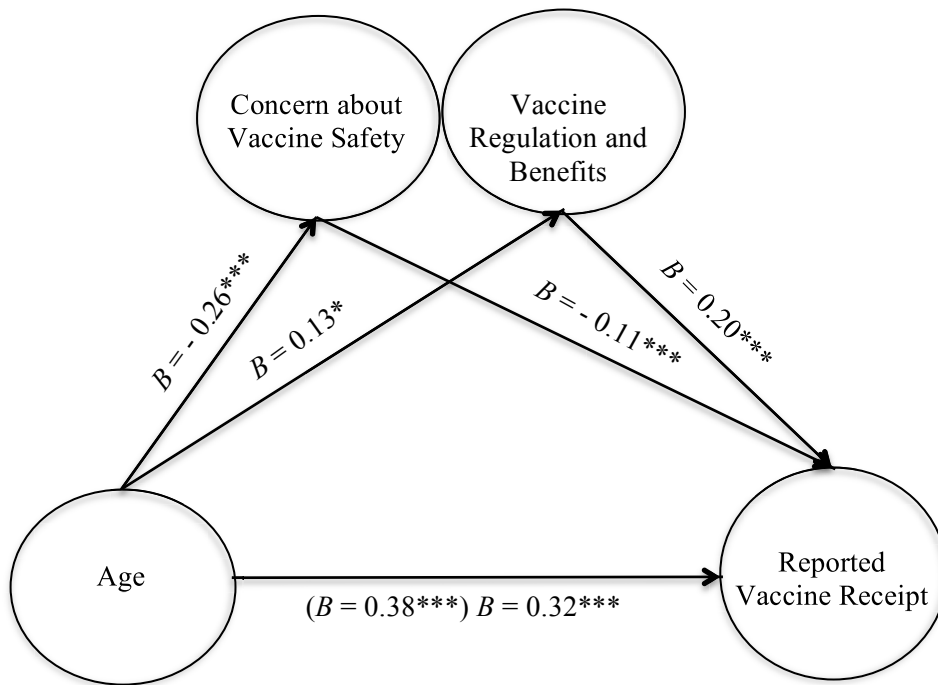 Concern about
Vaccine Safety
Vaccine
Regulation and
Benefits
B = - 0.26***
B = 0.13*
B = - 0.11***
B = 0.20***
Age
(B = 0.38***) B = 0.32***
Reported
Vaccine Receipt